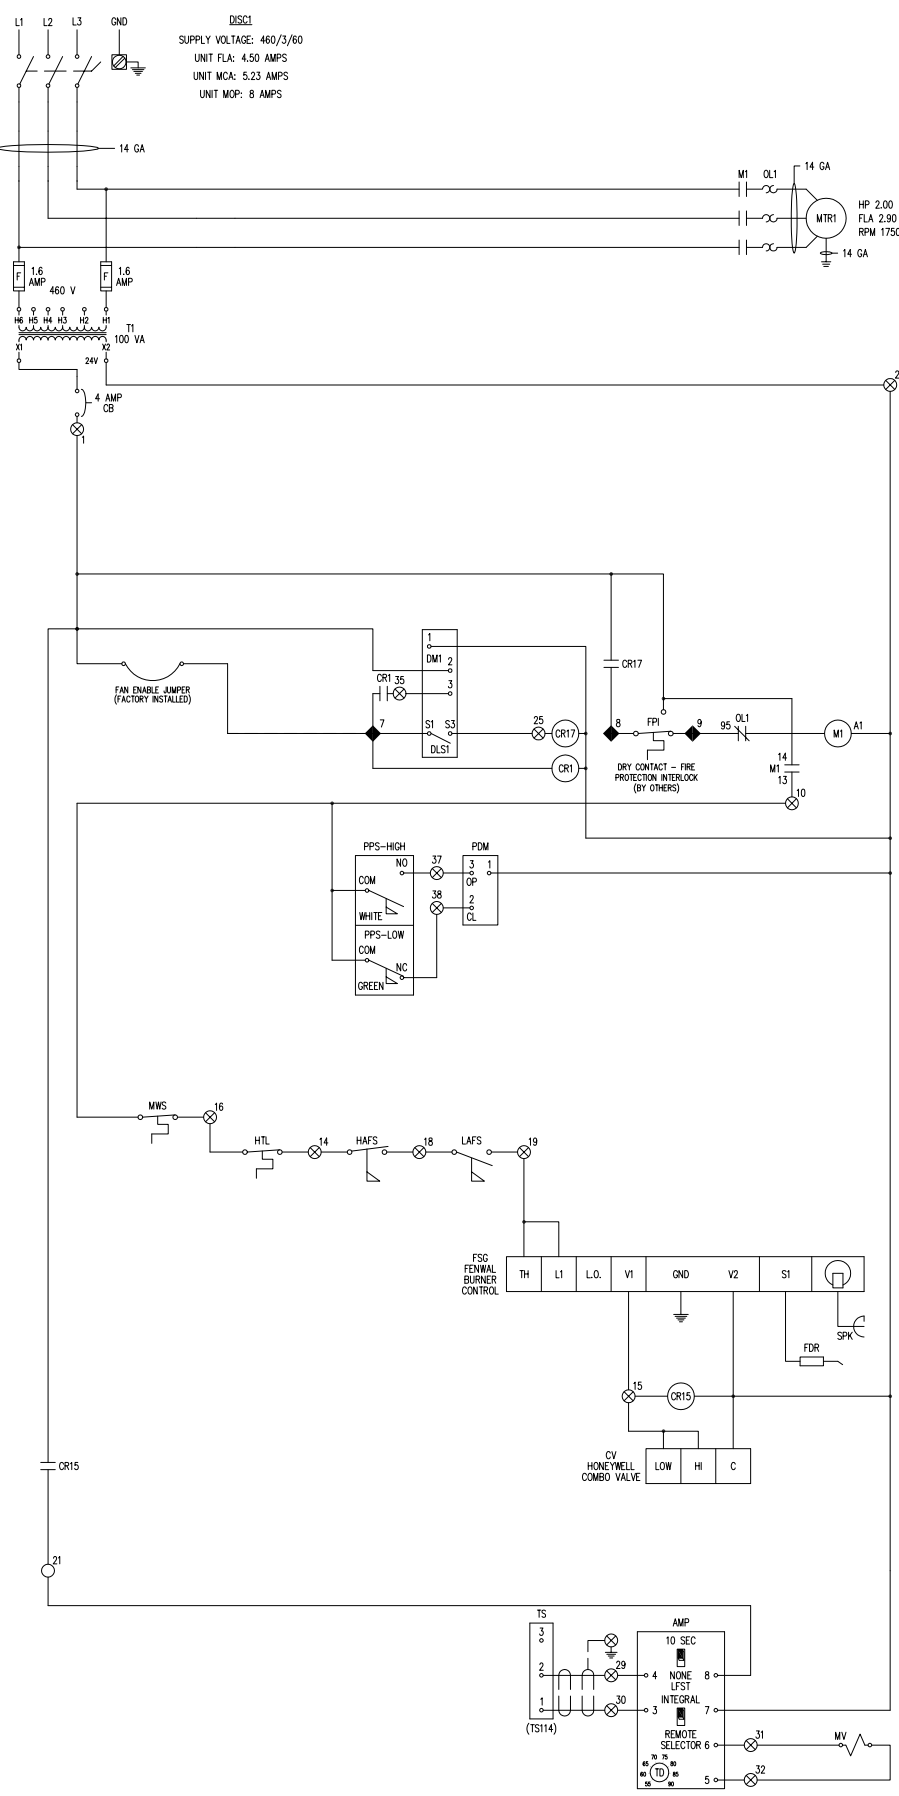 L1 L2 L3 GND
DISC1
SUPPLY VOLTAGE: 460/3/60
UNIT FLA: 4.50 AMPS
UNIT MCA: 5.23 AMPS
UNIT MOP: 8 AMPS
14 GA
14 GA
M1 OL1
MTR1
HP 2.00
FLA 2.90
RPM 1750
14 GA
F
1.6
AMP
F
1.6
AMP
460 V
H6 H5 H4 H3 H2 H1
T1
100 VA
X1 X2
24V
2
4 AMP
CB
1
1
DM1
2
3
CR1 35
CR17
FAN ENABLE JUMPER
(FACTORY INSTALLED)
7
S1 S3
DLS1
25
CR17
CR1
8
FP1
9
95
OL1
M1
A1
DRY CONTACT - FIRE
PROTECTION INTERLOCK
(BY OTHERS)
14
M1
13
10
PPS-HIGH
NO
COM
WHITE
PPS-LOW
COM
NC
GREEN
37
38
PDM
3 1
OP
2
CL
MWS
16
HTL
14
HAFS
18
LAFS
19
FSG
FENWAL
BURNER
CONTROL
TH L1 L.O. V1 GND V2 S1
SPK
FDR
15
CR15
CV
HONEYWELL
COMBO VALVE
LOW HI C
CR15
21
TS
3
2
1
(TS114)
29
30
AMP
10 SEC
4 NONE 8
LFST
INTEGRAL
3 7
REMOTE
SELECTOR 6
5
TD
55 60 65 70 75 80 85 90
31
32
MV